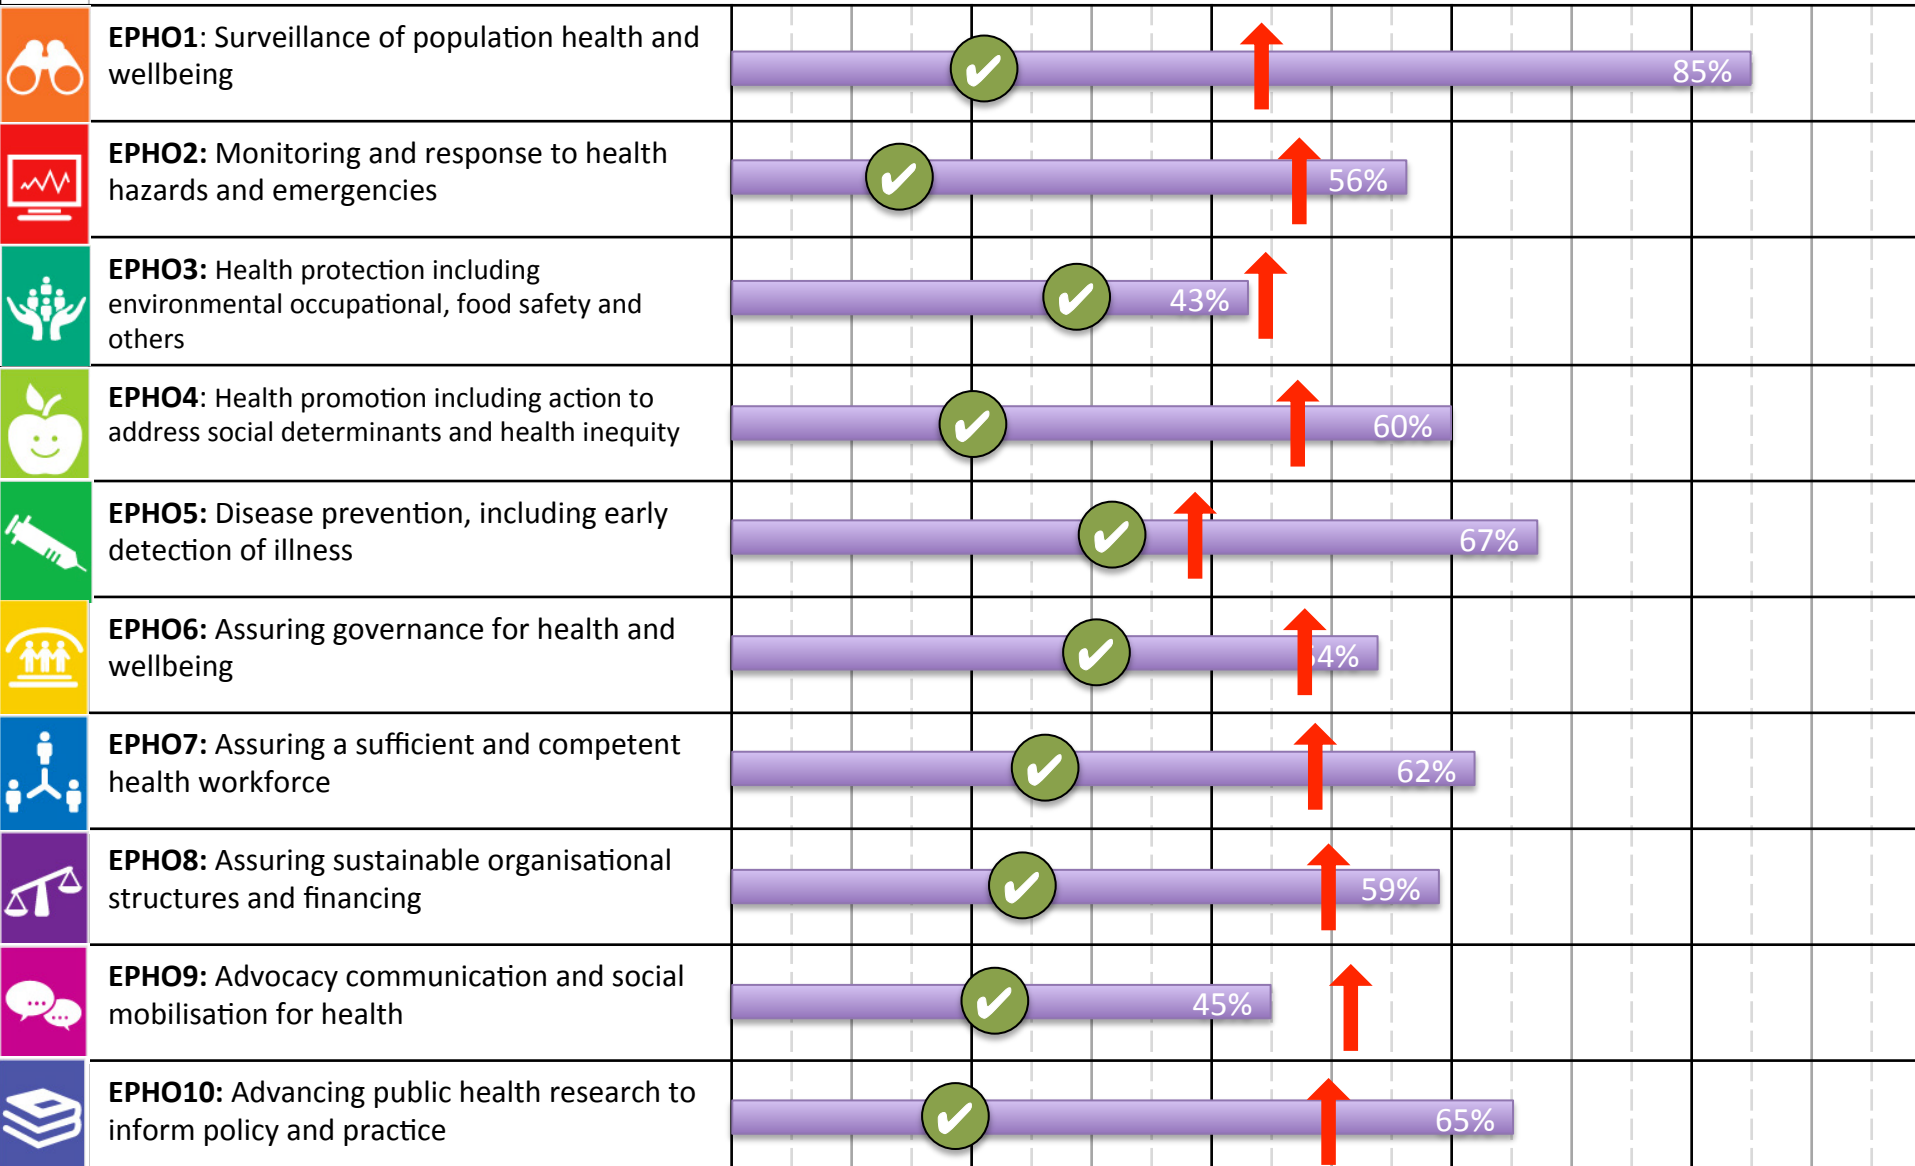 EPHO1: Surveillance of population health and
wellbeing
85%
EPHO2: Monitoring and response to health
hazards and emergencies
56%
EPHO3: Health protection including
environmental occupational, food safety and
others
43%
EPHO4: Health promotion including action to
address social determinants and health inequity
60%
EPHO5: Disease prevention, including early
detection of illness
67%
EPHO6: Assuring governance for health and
wellbeing
54%
EPHO7: Assuring a sufficient and competent
health workforce
62%
EPHO8: Assuring sustainable organisational
structures and financing
59%
EPHO9: Advocacy communication and social
mobilisation for health
45%
EPHO10: Advancing public health research to
inform policy and practice
65%